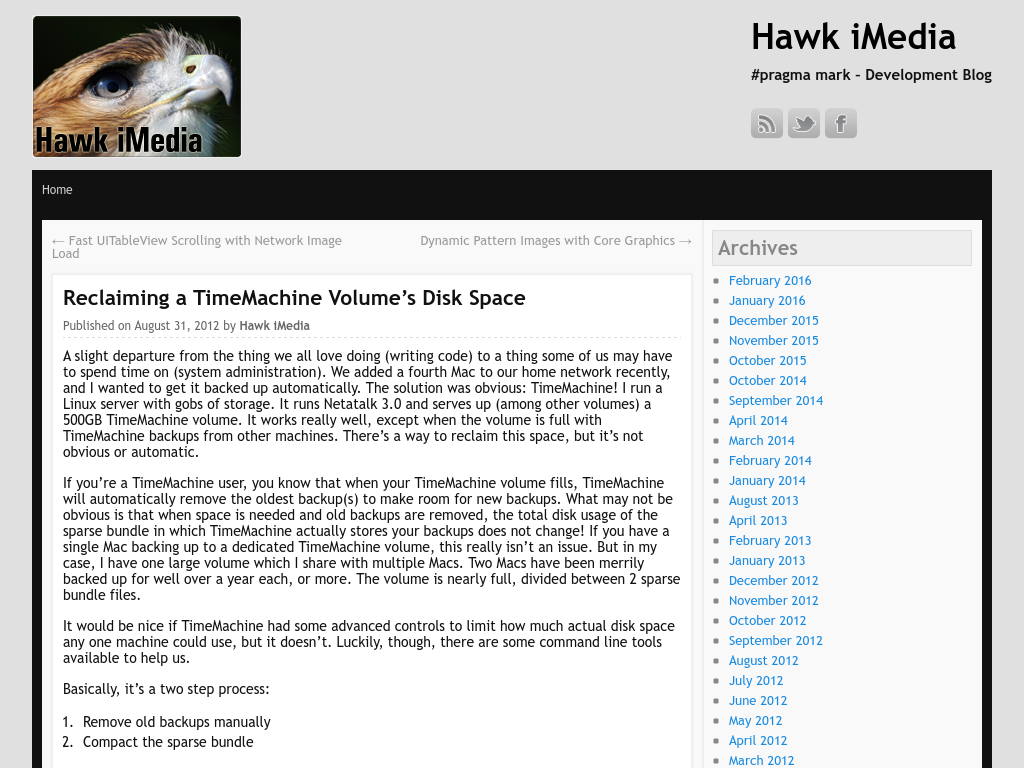 Hawk iMedia
Hawk iMedia
#pragma mark – Development Blog
Home
← Fast UITableView Scrolling with Network Image
Load
Dynamic Pattern Images with Core Graphics →
Reclaiming a TimeMachine Volume’s Disk Space
Published on August 31, 2012 by Hawk iMedia
A slight departure from the thing we all love doing (writing code) to a thing some of us may have
to spend time on (system administration). We added a fourth Mac to our home network recently,
and I wanted to get it backed up automatically. The solution was obvious: TimeMachine! I run a
Linux server with gobs of storage. It runs Netatalk 3.0 and serves up (among other volumes) a
500GB TimeMachine volume. It works really well, except when the volume is full with
TimeMachine backups from other machines. There’s a way to reclaim this space, but it’s not
obvious or automatic.
If you’re a TimeMachine user, you know that when your TimeMachine volume fills, TimeMachine
will automatically remove the oldest backup(s) to make room for new backups. What may not be
obvious is that when space is needed and old backups are removed, the total disk usage of the
sparse bundle in which TimeMachine actually stores your backups does not change! If you have a
single Mac backing up to a dedicated TimeMachine volume, this really isn’t an issue. But in my
case, I have one large volume which I share with multiple Macs. Two Macs have been merrily
backed up for well over a year each, or more. The volume is nearly full, divided between 2 sparse
bundle files.
It would be nice if TimeMachine had some advanced controls to limit how much actual disk space
any one machine could use, but it doesn’t. Luckily, though, there are some command line tools
available to help us.
Basically, it’s a two step process:
1. Remove old backups manually
2. Compact the sparse bundle
Archives
February 2016
January 2016
December 2015
November 2015
October 2015
October 2014
September 2014
April 2014
March 2014
February 2014
January 2014
August 2013
April 2013
February 2013
January 2013
December 2012
November 2012
October 2012
September 2012
August 2012
July 2012
June 2012
May 2012
April 2012
March 2012